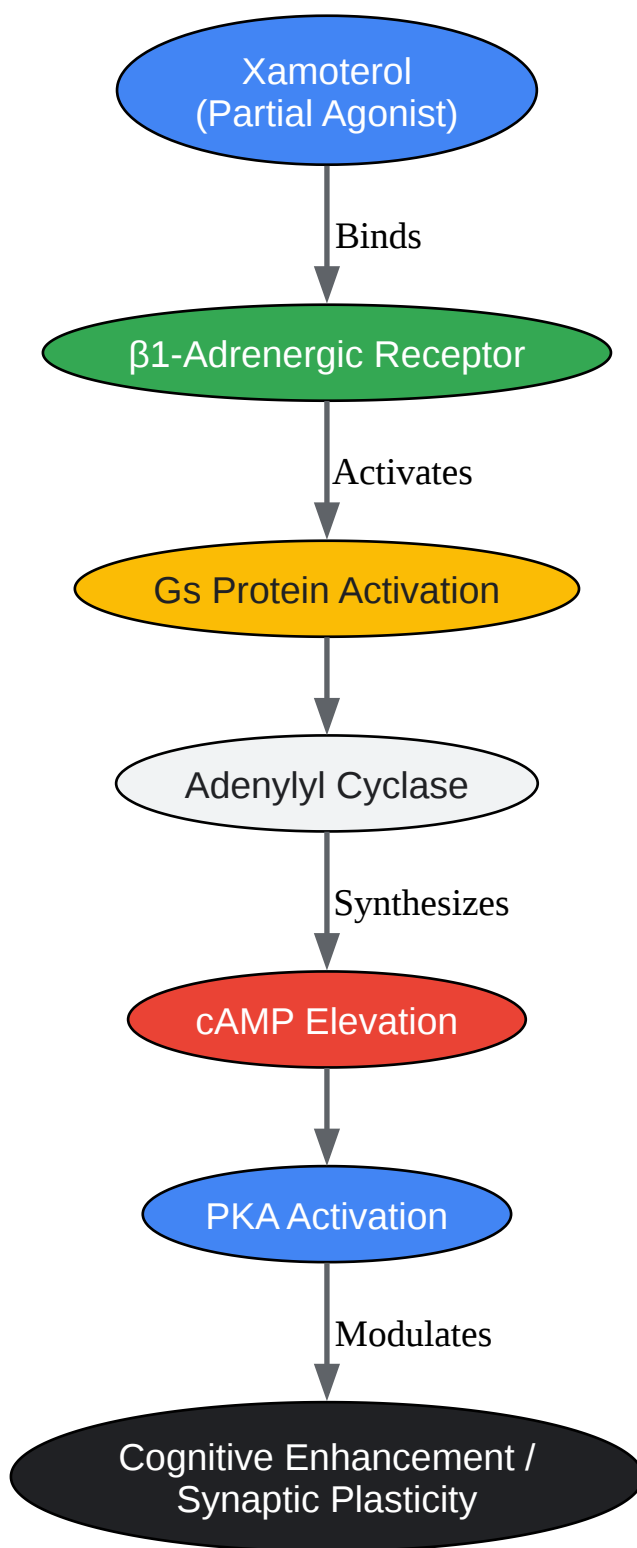 Xamoterol
(Partial Agonist)
Binds
β1-Adrenergic Receptor
Activates
Gs Protein Activation
Adenylyl Cyclase
Synthesizes
cAMP Elevation
PKA Activation
Modulates
Cognitive Enhancement /
Synaptic Plasticity